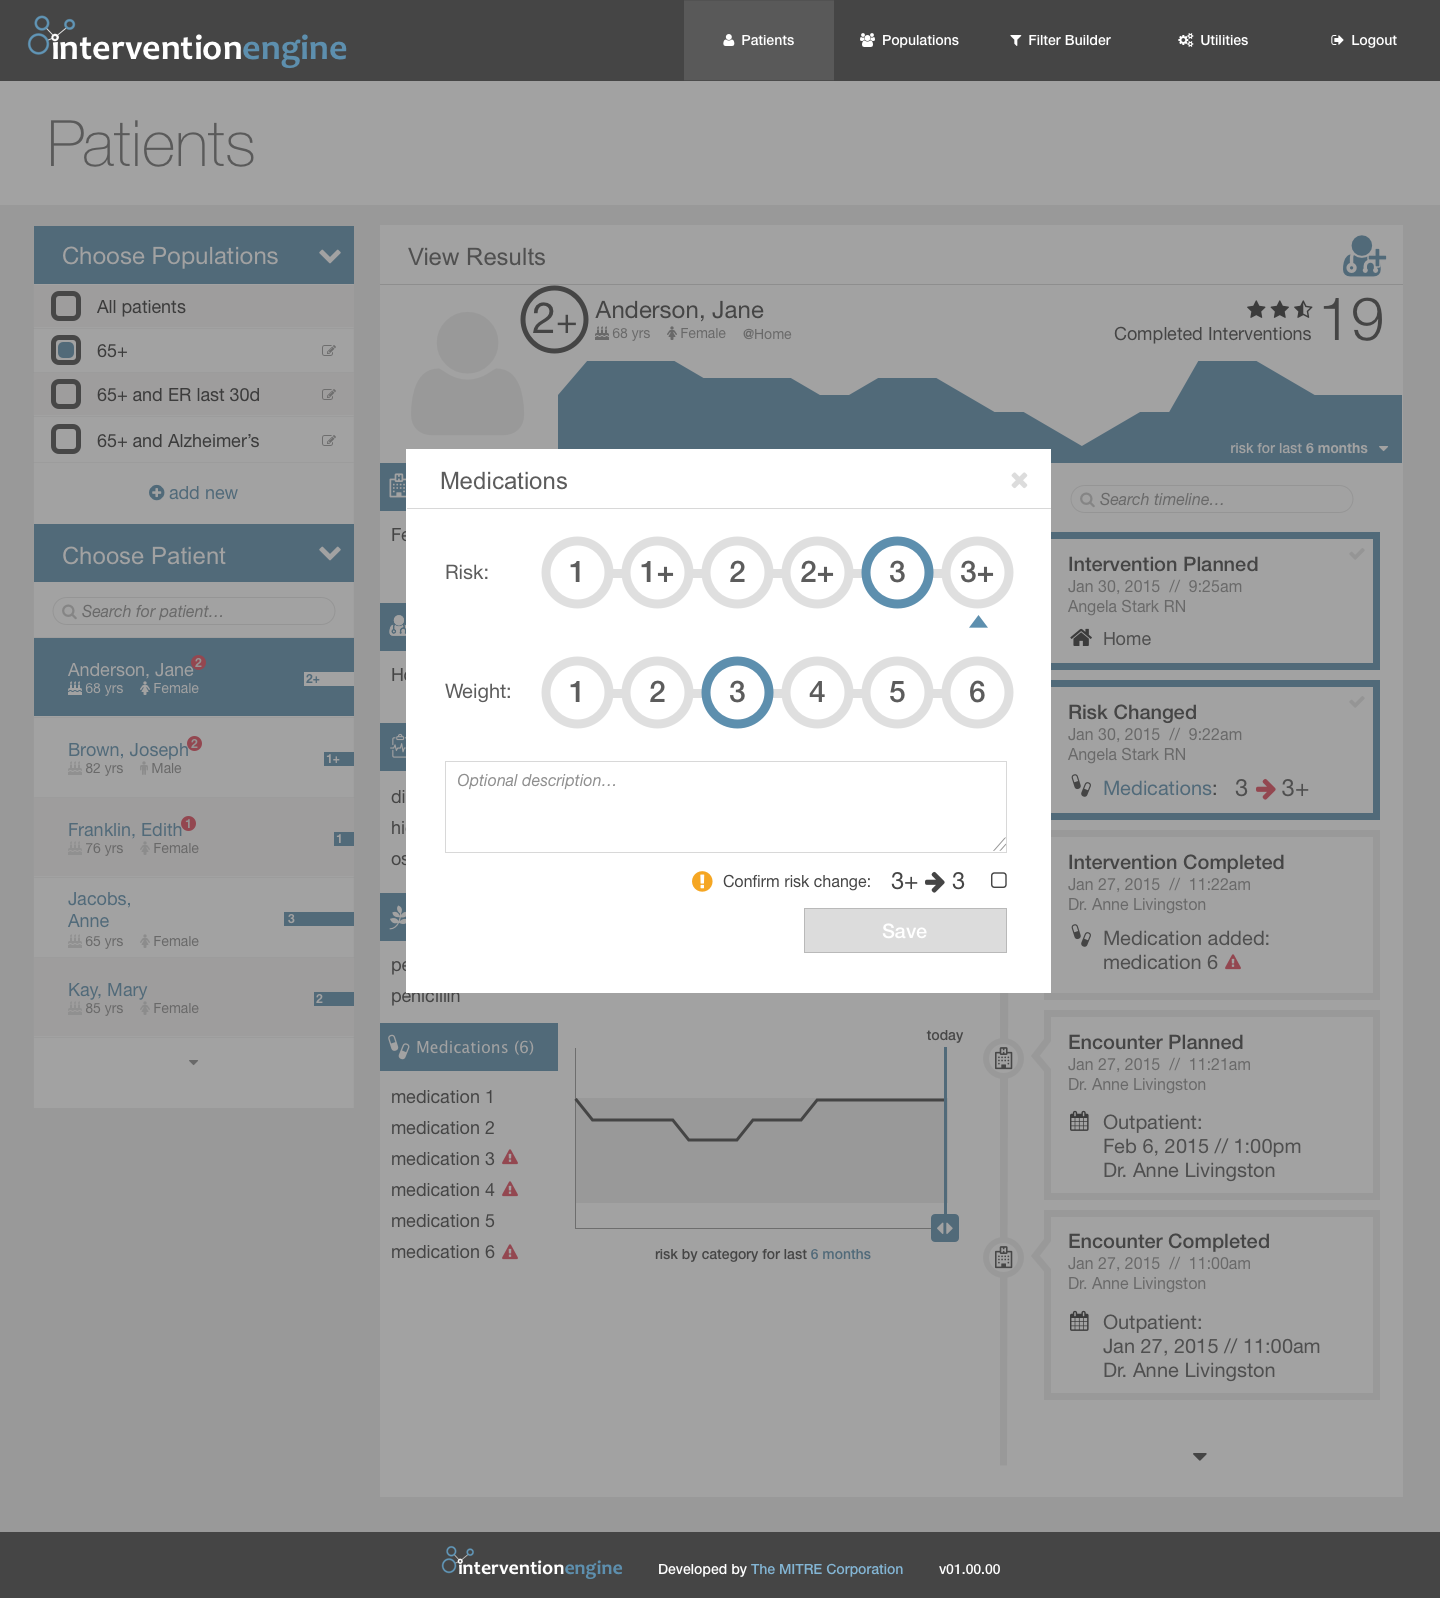 interventionengine
Patients
Populations
Filter Builder
Utilities
Logout
Patients
Choose Populations
All patients
65+
65+ and ER last 30d
65+ and Alzheimer's
add new
Choose Patient
Search for patient...
Anderson, Jane 2
68 yrs Female
2+
Brown, Joseph 2
82 yrs Male
1+
Franklin, Edith 1
76 yrs Female
1
Jacobs,
Anne
65 yrs Female
3
Kay, Mary
85 yrs Female
2
View Results
2+
Anderson, Jane
68 yrs Female @Home
Completed Interventions 19
risk for last 6 months
Medications
Risk: 1 1+ 2 2+ 3 3+
Weight: 1 2 3 4 5 6
Optional description...
Confirm risk change: 3+ 3
Save
Fe
He
di
hi
os
pe
penicillin
Medications (6)
medication 1
medication 2
medication 3
medication 4
medication 5
medication 6
today
risk by category for last 6 months
Search timeline...
Intervention Planned
Jan 30, 2015 // 9:25am
Angela Stark RN
Home
Risk Changed
Jan 30, 2015 // 9:22am
Angela Stark RN
Medications: 3 3+
Intervention Completed
Jan 27, 2015 // 11:22am
Dr. Anne Livingston
Medication added:
medication 6
Encounter Planned
Jan 27, 2015 // 11:21am
Dr. Anne Livingston
Outpatient:
Feb 6, 2015 // 1:00pm
Dr. Anne Livingston
Encounter Completed
Jan 27, 2015 // 11:00am
Dr. Anne Livingston
Outpatient:
Jan 27, 2015 // 11:00am
Dr. Anne Livingston
interventionengine
Developed by The MITRE Corporation
v01.00.00